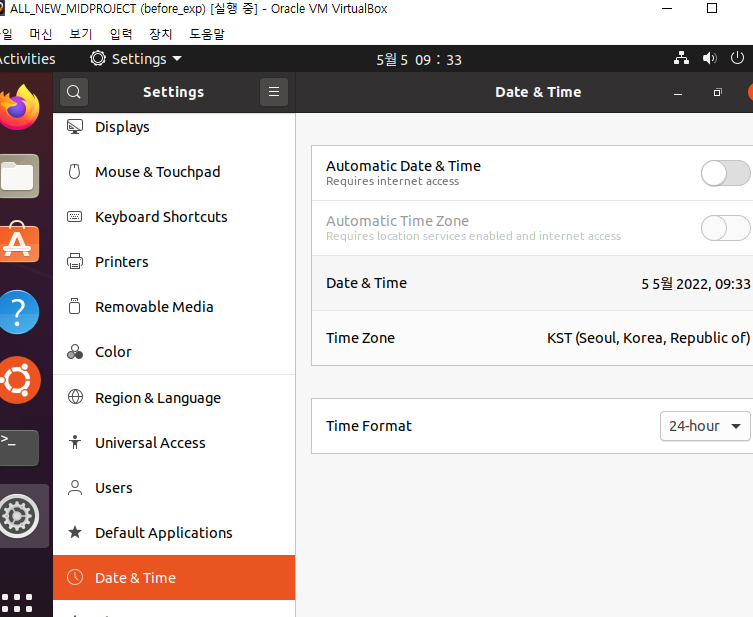 ALL_NEW_MIDPROJECT (before_exp) [실행 중] - Oracle VM VirtualBox
머신 보기 입력 장치 도움말
Activities Settings 5월 5 09 : 33
Settings Date & Time
Displays
Mouse & Touchpad
Keyboard Shortcuts
Printers
Removable Media
Color
Region & Language
Universal Access
Users
Default Applications
Date & Time
Automatic Date & Time
Requires internet access
Automatic Time Zone
Requires location services enabled and internet access
Date & Time 5 5월 2022, 09:33
Time Zone KST (Seoul, Korea, Republic of)
Time Format 24-hour